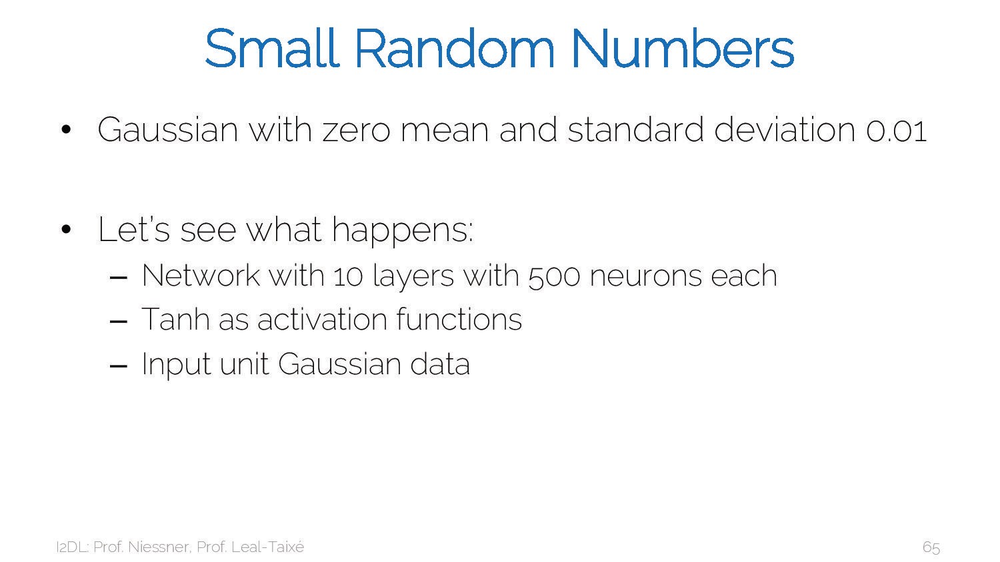 Small Random Numbers
• Gaussian with zero mean and standard deviation 0.01
• Let’s see what happens:
– Network with 10 layers with 500 neurons each
– Tanh as activation functions
– Input unit Gaussian data
I2DL: Prof. Niessner, Prof. Leal-Taixé
65